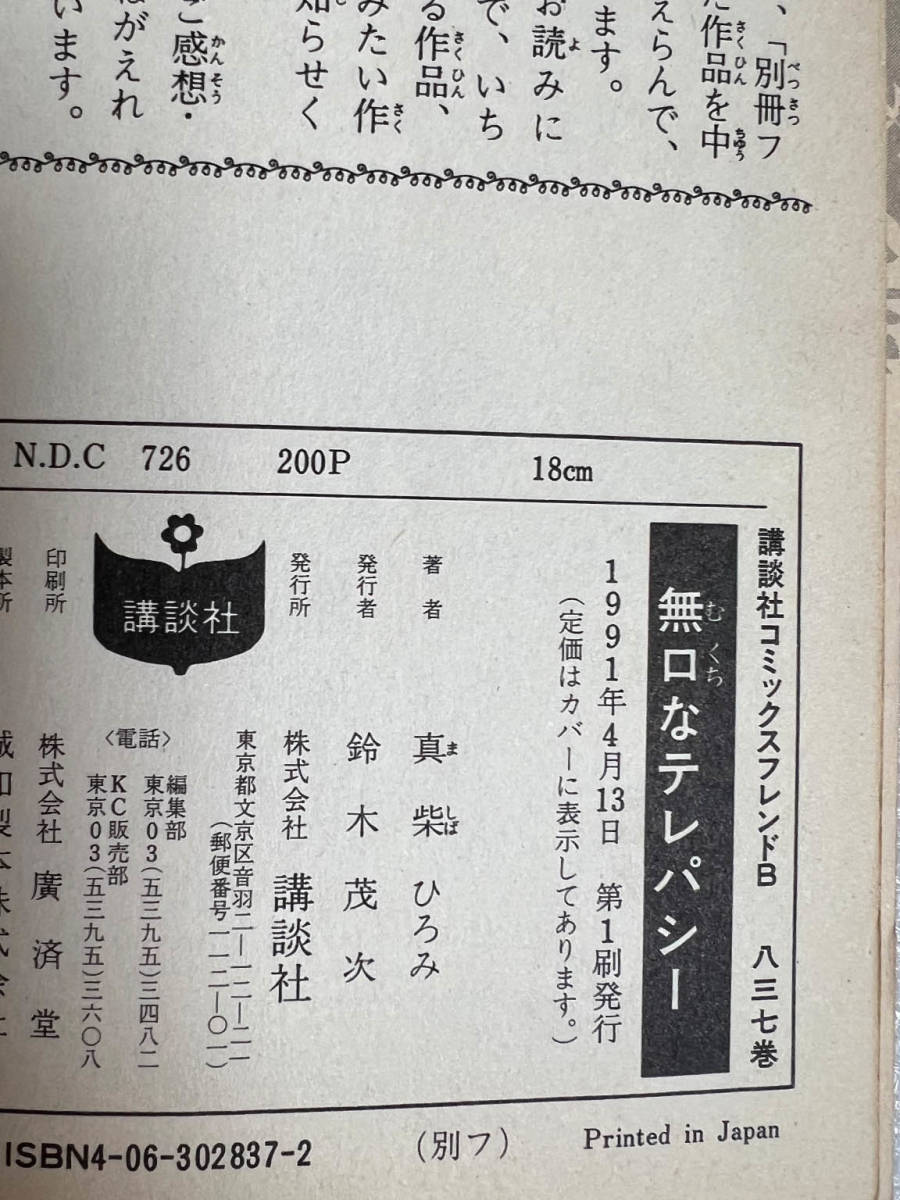 、「別冊フ
た作品を中
えらんで、
ます。
お読みに
で、いち
る作品、
みたい作
知らせく
ご感想・
ねがえれ
います。
N.D.C 726 200P 18cm
講談社コミックスフレンドB 八三七巻
無口なテレパシー
1991年4月13日 第1刷発行
(定価はカバーに表示してあります。)
著者 真柴ひろみ
発行者 鈴木茂次
発行所 株式会社 講談社
東京都文京区音羽二―一二―二一
(郵便番号一一二―〇一)
〈電話〉
編集部
東京03(五三九五)三四八二
KC販売部
東京03(五三九五)三六〇八
講談社
印刷所 株式会社 廣済堂
製本所 誠和製本株式会社
ISBN4-06-302837-2 (別フ) Printed in Japan